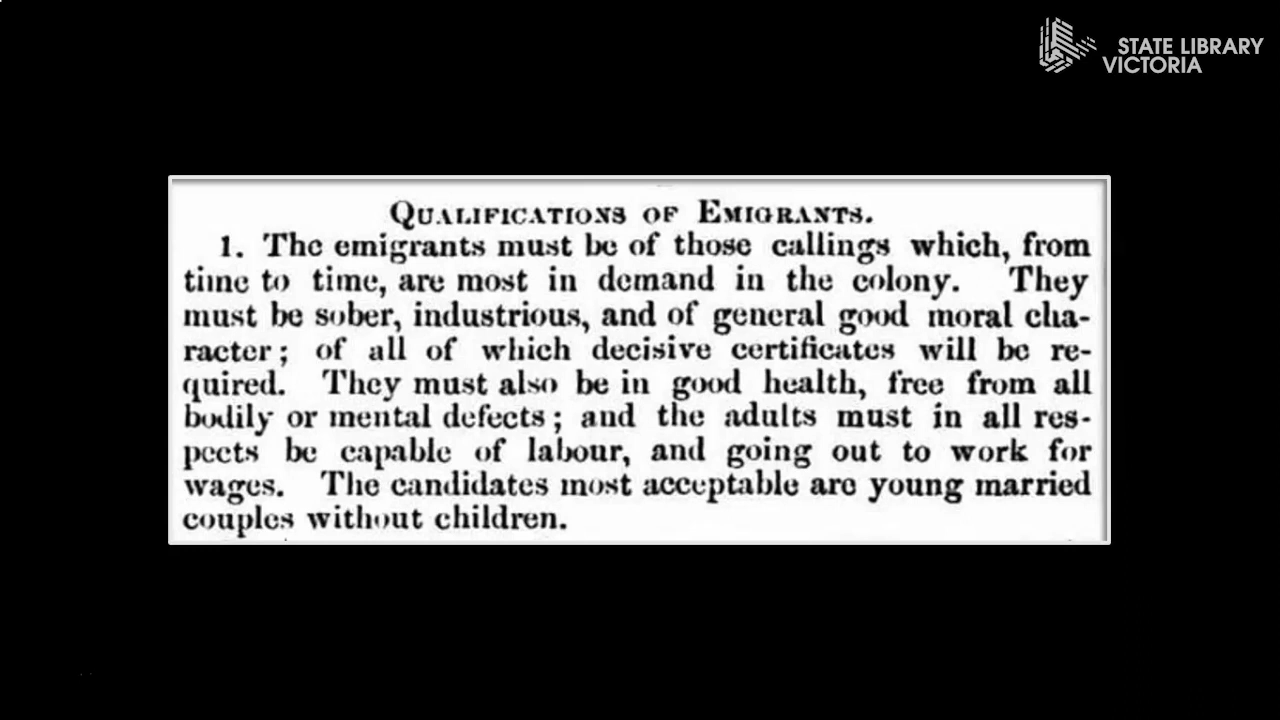 STATE LIBRARY
VICTORIA
QUALIFICATIONS OF EMIGRANTS.
1. The emigrants must be of those callings which, from
time to time, are most in demand in the colony. They
must be sober, industrious, and of general good moral cha-
racter; of all of which decisive certificates will be re-
quired. They must also be in good health, free from all
bodily or mental defects; and the adults must in all res-
pects be capable of labour, and going out to work for
wages. The candidates most acceptable are young married
couples without children.